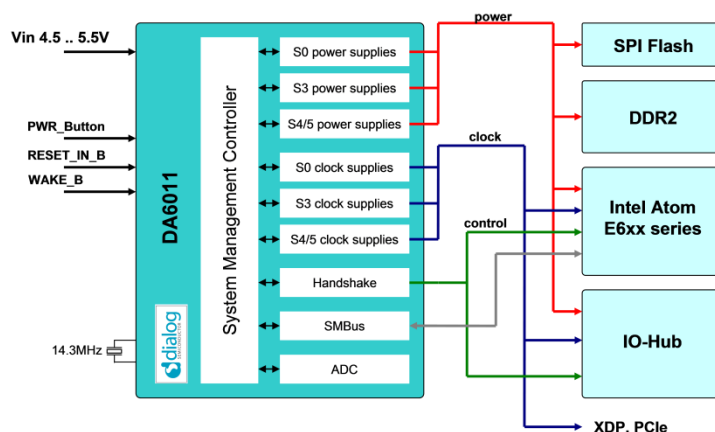 Vin 4.5 .. 5.5V
PWR_Button
RESET_IN_B
WAKE_B
14.3MHz
DA6011
dialog
SEMICONDUCTOR
System Management Controller
S0 power supplies
S3 power supplies
S4/5 power supplies
S0 clock supplies
S3 clock supplies
S4/5 clock supplies
Handshake
SMBus
ADC
power
clock
control
SPI Flash
DDR2
Intel Atom
E6xx series
IO-Hub
XDP, PCIe